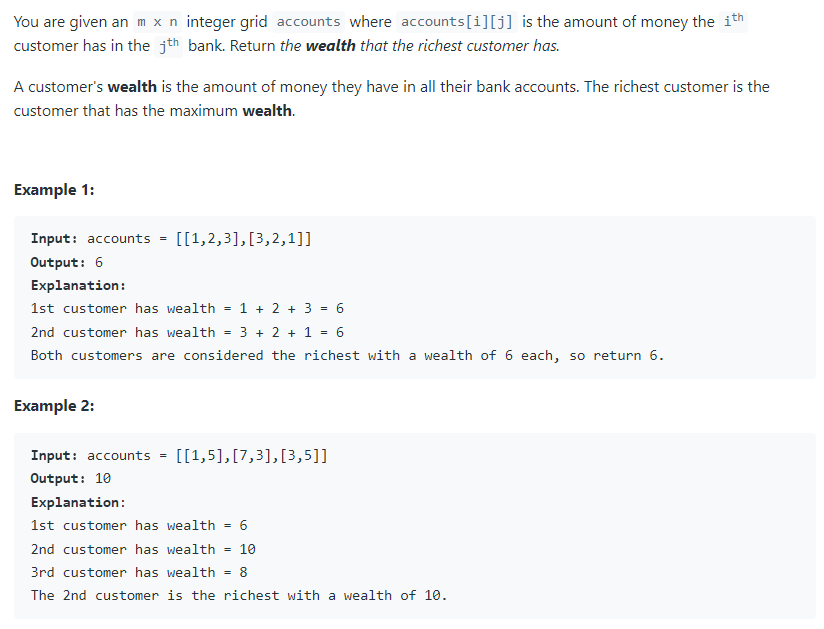 You are given an m x n integer grid accounts where accounts[i][j] is the amount of money the ith
customer has in the jth bank. Return the wealth that the richest customer has.
A customer's wealth is the amount of money they have in all their bank accounts. The richest customer is the
customer that has the maximum wealth.
Example 1:
Input: accounts = [[1,2,3],[3,2,1]]
Output: 6
Explanation:
1st customer has wealth = 1 + 2 + 3 = 6
2nd customer has wealth = 3 + 2 + 1 = 6
Both customers are considered the richest with a wealth of 6 each, so return 6.
Example 2:
Input: accounts = [[1,5],[7,3],[3,5]]
Output: 10
Explanation:
1st customer has wealth = 6
2nd customer has wealth = 10
3rd customer has wealth = 8
The 2nd customer is the richest with a wealth of 10.